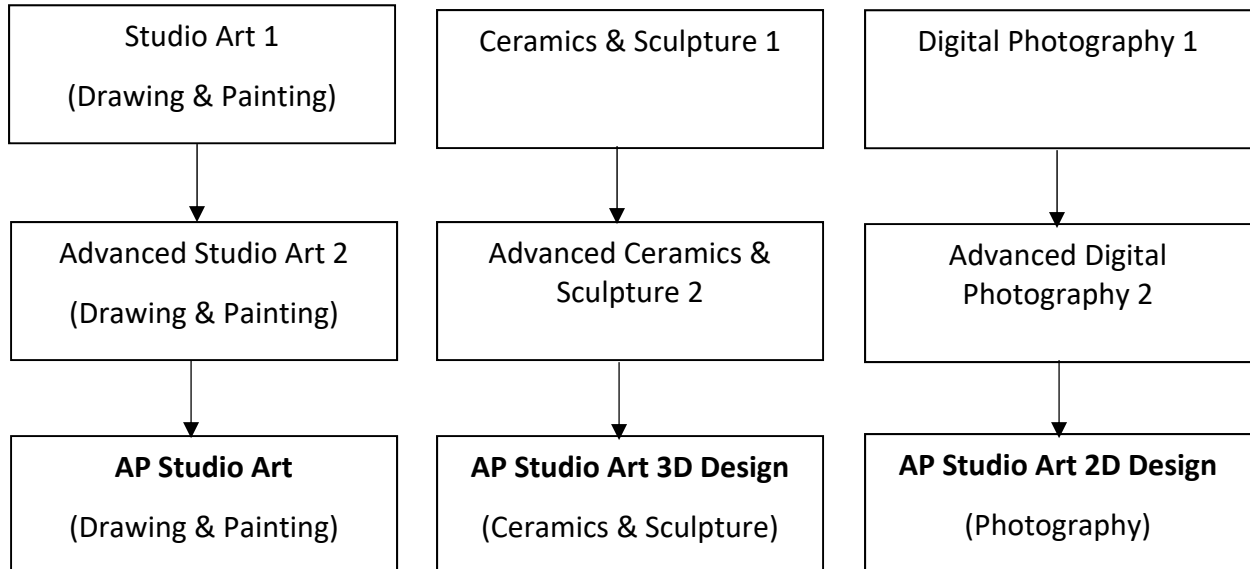 Studio Art 1
(Drawing & Painting)
Ceramics & Sculpture 1
Digital Photography 1
Advanced Studio Art 2
(Drawing & Painting)
Advanced Ceramics &
Sculpture 2
Advanced Digital
Photography 2
AP Studio Art
(Drawing & Painting)
AP Studio Art 3D Design
(Ceramics & Sculpture)
AP Studio Art 2D Design
(Photography)